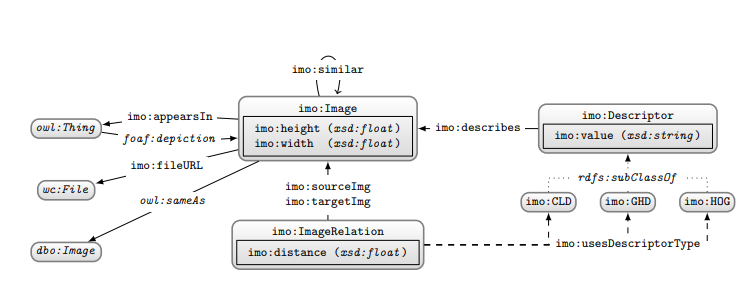 imo:similar
imo:Image
imo:height (xsd:float)
imo:width (xsd:float)
imo:appearsIn
owl:Thing
foaf:depiction
imo:fileURL
wc:File
owl:sameAs
dbo:Image
imo:describes
imo:Descriptor
imo:value (xsd:string)
rdfs:subClassOf
imo:CLD
imo:GHD
imo:HOG
imo:sourceImg
imo:targetImg
imo:ImageRelation
imo:distance (xsd:float)
imo:usesDescriptorType